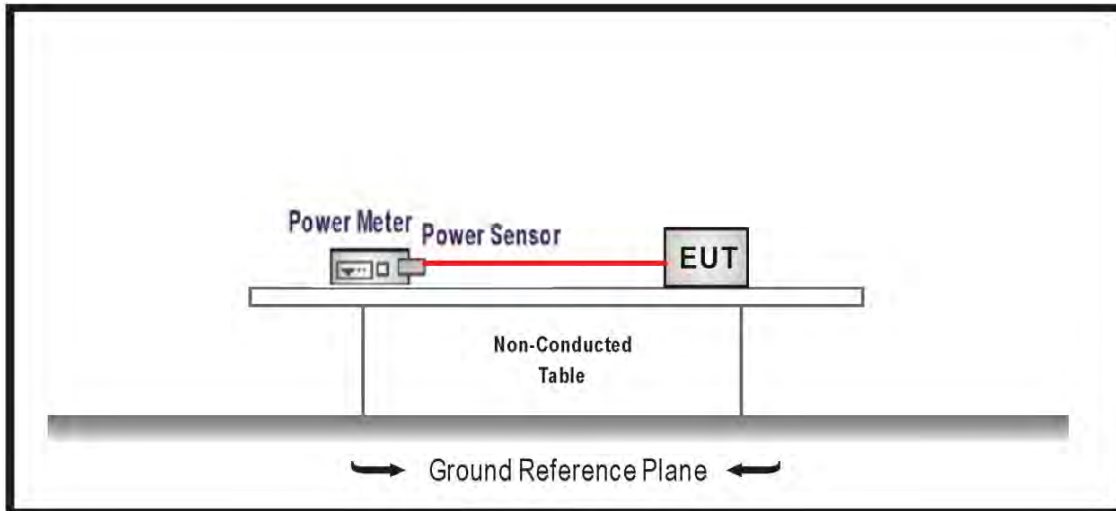 Power Meter
Power Sensor
EUT
Non-Conducted
Table
Ground Reference Plane